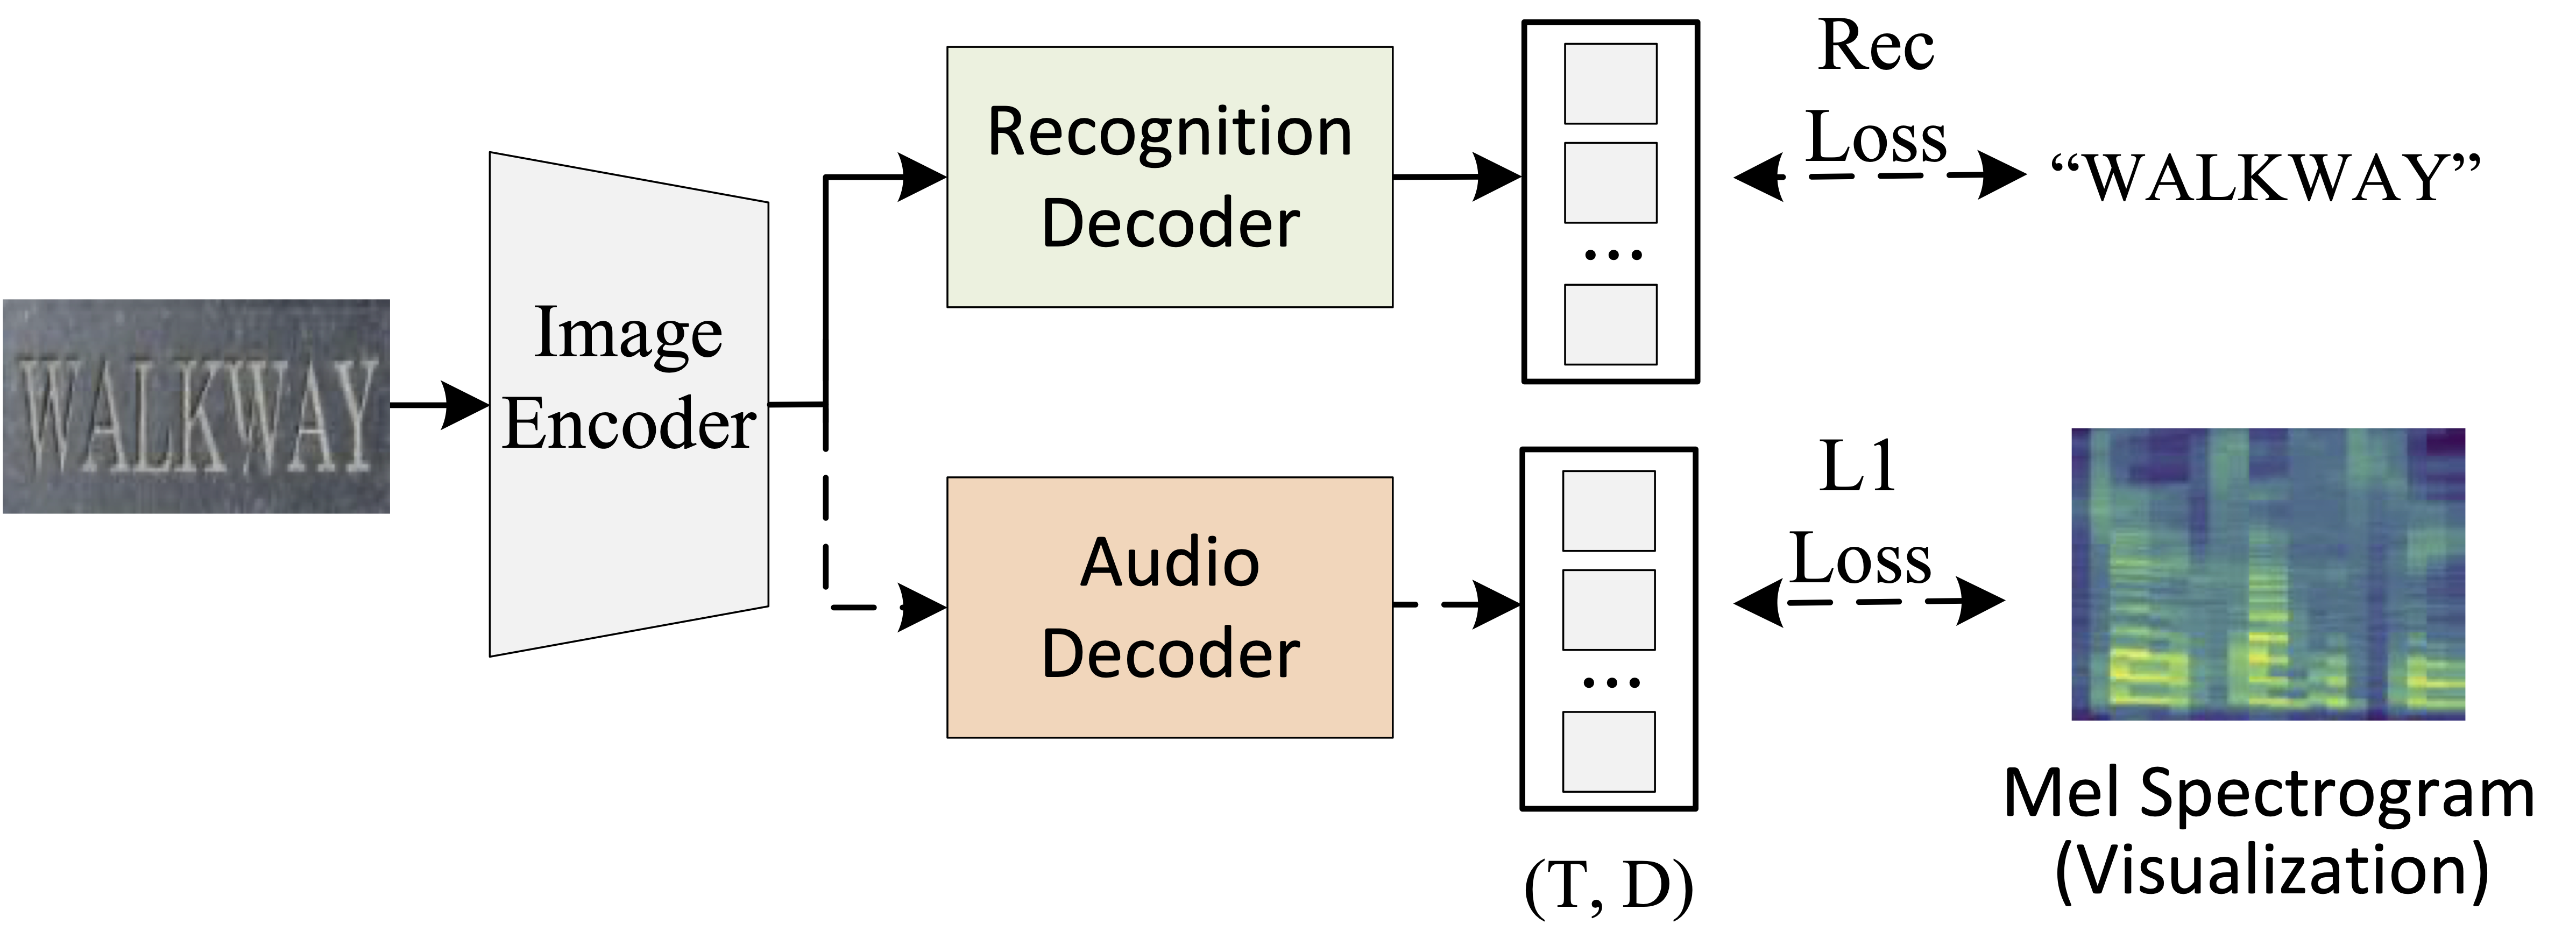 WALKWAY
Image
Encoder
Recognition
Decoder
Rec
Loss
“WALKWAY”
Audio
Decoder
L1
Loss
(T, D)
Mel Spectrogram
(Visualization)